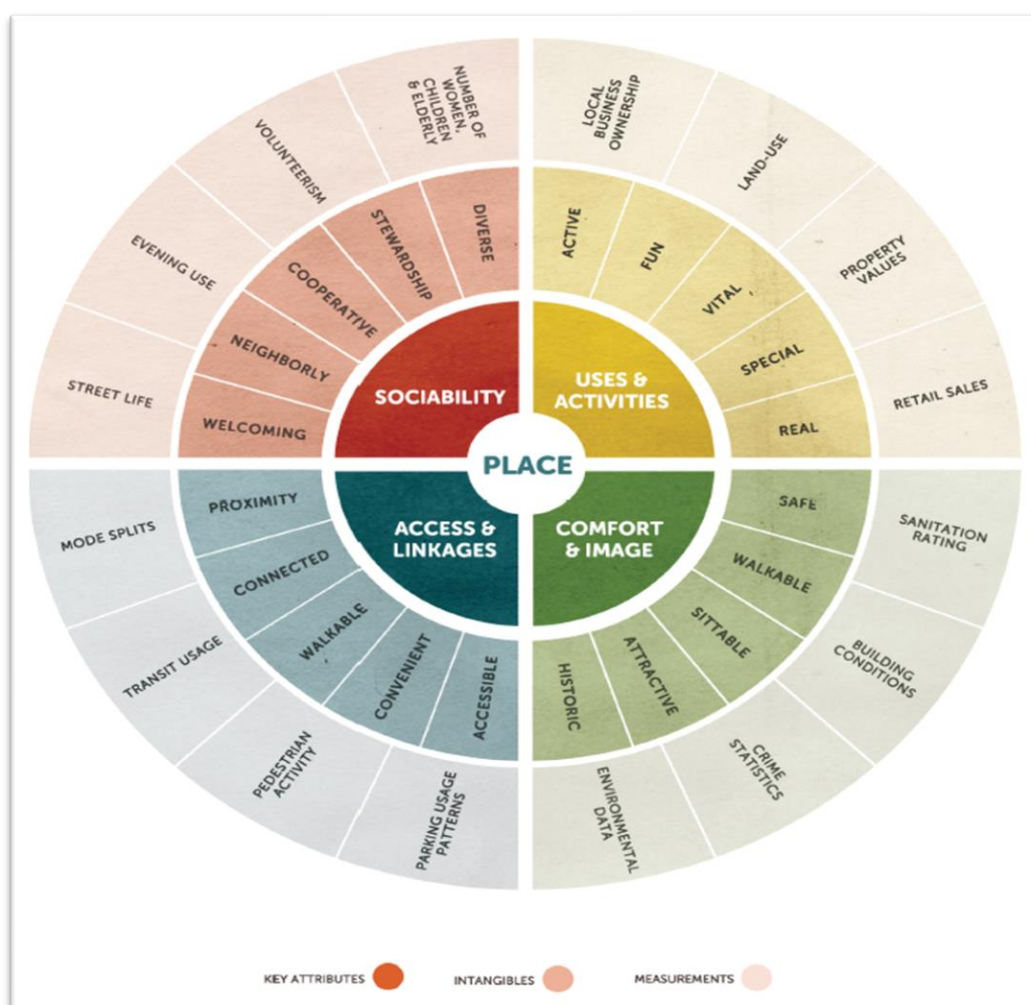 NUMBER OF
WOMEN,
CHILDREN
& ELDERLY
VOLUNTEERISM
EVENING USE
STREET LIFE
DIVERSE
STEWARDSHIP
COOPERATIVE
NEIGHBORLY
WELCOMING
SOCIABILITY
LOCAL
BUSINESS
OWNERSHIP
LAND-USE
PROPERTY
VALUES
RETAIL SALES
ACTIVE
FUN
VITAL
SPECIAL
REAL
USES &
ACTIVITIES
PLACE
ACCESS &
LINKAGES
PROXIMITY
CONNECTED
WALKABLE
CONVENIENT
ACCESSIBLE
MODE SPLITS
TRANSIT USAGE
PEDESTRIAN
ACTIVITY
PARKING USAGE
PATTERNS
COMFORT
& IMAGE
SAFE
WALKABLE
SITTABLE
ATTRACTIVE
HISTORIC
SANITATION
RATING
BUILDING
CONDITIONS
CRIME
STATISTICS
ENVIRONMENTAL
DATA
KEY ATTRIBUTES
INTANGIBLES
MEASUREMENTS